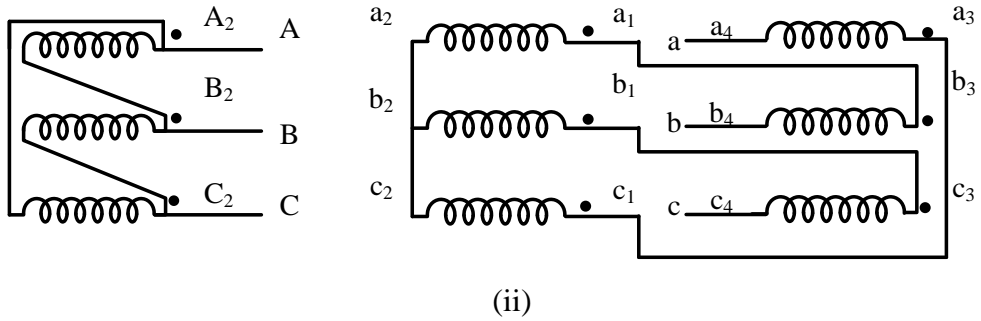 A₂ A
B₂
B
C₂ C
a₂ a₁ a a₄ a₃
b₂ b₁ b b₄ b₃
c₂ c₁ c c₄ c₃
(ii)